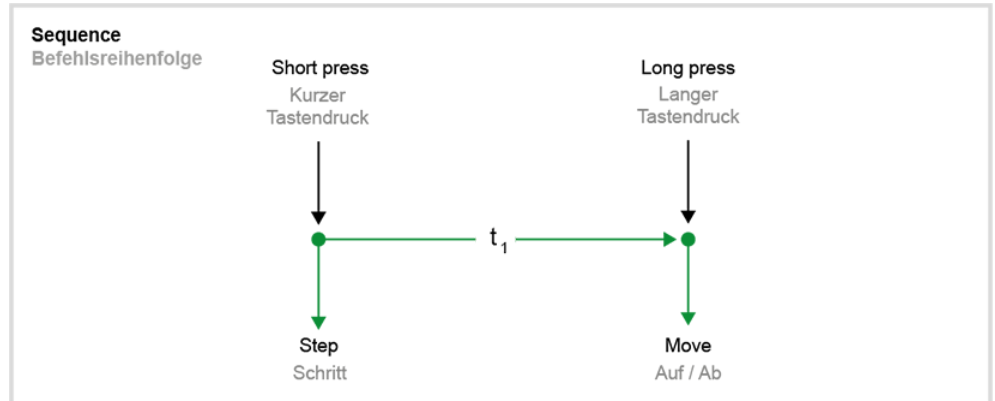 Sequence
Befehlsreihenfolge
Short press
Kurzer
Tastendruck
Long press
Langer
Tastendruck
t1
Step
Schritt
Move
Auf / Ab